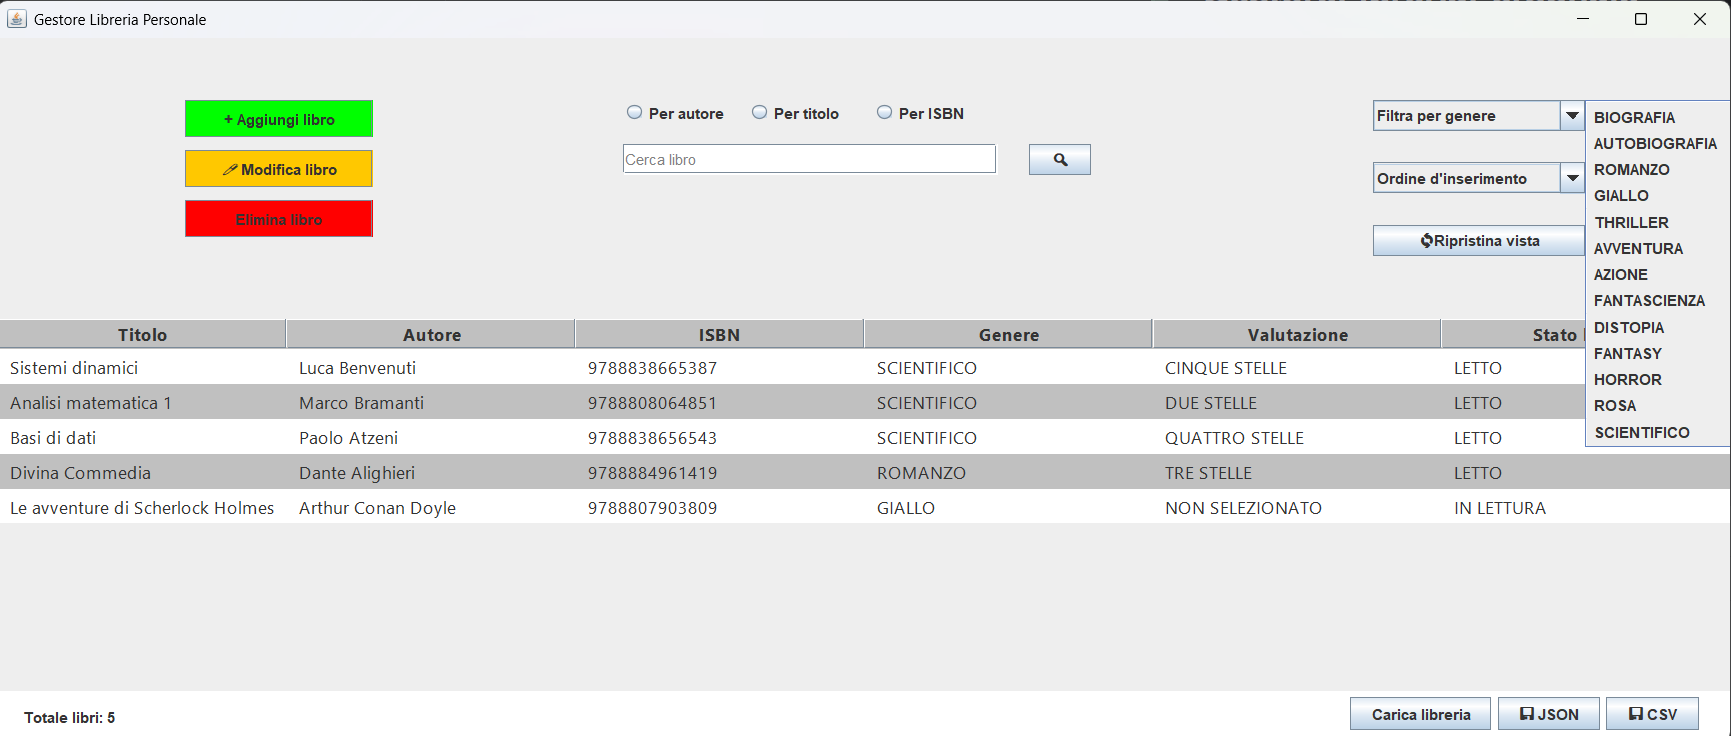 Gestore Libreria Personale
+ Aggiungi libro
Modifica libro
Elimina libro
Per autore Per titolo Per ISBN
Cerca libro
Filtra per genere
Ordine d'inserimento
Ripristina vista
BIOGRAFIA
AUTOBIOGRAFIA
ROMANZO
GIALLO
THRILLER
AVVENTURA
AZIONE
FANTASCIENZA
DISTOPIA
FANTASY
HORROR
ROSA
SCIENTIFICO
Titolo Autore ISBN Genere Valutazione Stato
Sistemi dinamici Luca Benvenuti 9788838665387 SCIENTIFICO CINQUE STELLE LETTO
Analisi matematica 1 Marco Bramanti 9788808064851 SCIENTIFICO DUE STELLE LETTO
Basi di dati Paolo Atzeni 9788838656543 SCIENTIFICO QUATTRO STELLE LETTO
Divina Commedia Dante Alighieri 9788884961419 ROMANZO TRE STELLE LETTO
Le avventure di Scherlock Holmes Arthur Conan Doyle 9788807903809 GIALLO NON SELEZIONATO IN LETTURA
Totale libri: 5
Carica libreria JSON CSV